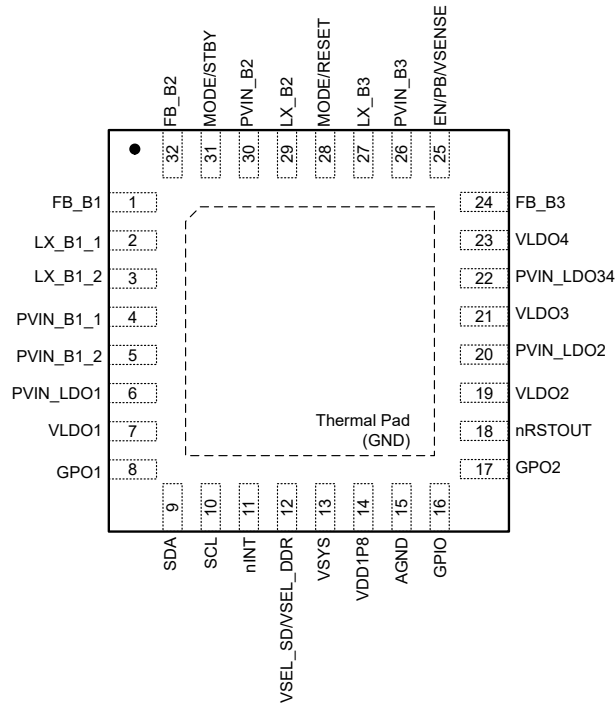 FB_B2
MODE/STBY
PVIN_B2
LX_B2
MODE/RESET
LX_B3
PVIN_B3
EN/PB/VSENSE
32
31
30
29
28
27
26
25
FB_B1
1
LX_B1_1
2
LX_B1_2
3
PVIN_B1_1
4
PVIN_B1_2
5
PVIN_LDO1
6
VLDO1
7
GPO1
8
24
FB_B3
23
VLDO4
22
PVIN_LDO34
21
VLDO3
20
PVIN_LDO2
19
VLDO2
18
nRSTOUT
17
GPO2
Thermal Pad
(GND)
9
10
11
12
13
14
15
16
SDA
SCL
nINT
VSEL_SD/VSEL_DDR
VSYS
VDD1P8
AGND
GPIO